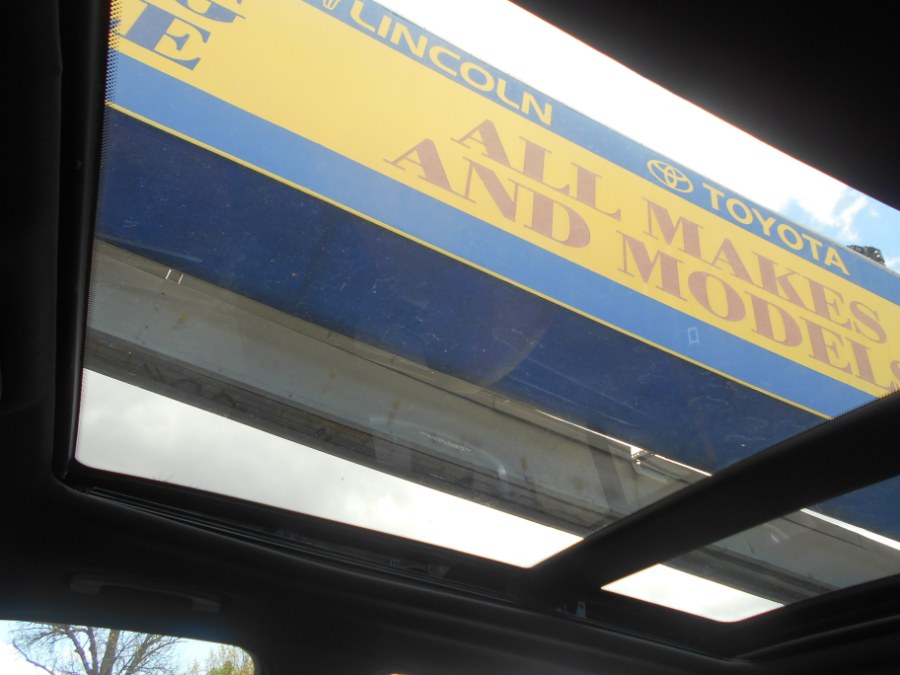 LINCOLN
TOYOTA
ALL MAKES
AND MODELS